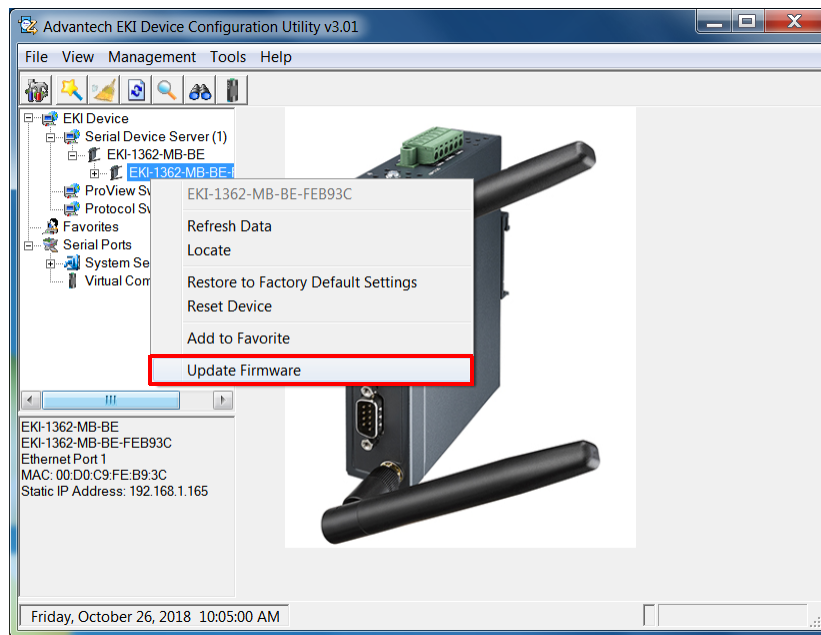 Advantech EKI Device Configuration Utility v3.01
File View Management Tools Help
EKI Device
Serial Device Server (1)
EKI-1362-MB-BE
EKI-1362-MB-BE-
ProView
Protocol
Favorites
Serial Ports
System Se
Virtual Com
EKI-1362-MB-BE-FEB93C
Refresh Data
Locate
Restore to Factory Default Settings
Reset Device
Add to Favorite
Update Firmware
EKI-1362-MB-BE
EKI-1362-MB-BE-FEB93C
Ethernet Port 1
MAC: 00:D0:C9:FE:B9:3C
Static IP Address: 192.168.1.165
Friday, October 26, 2018 10:05:00 AM